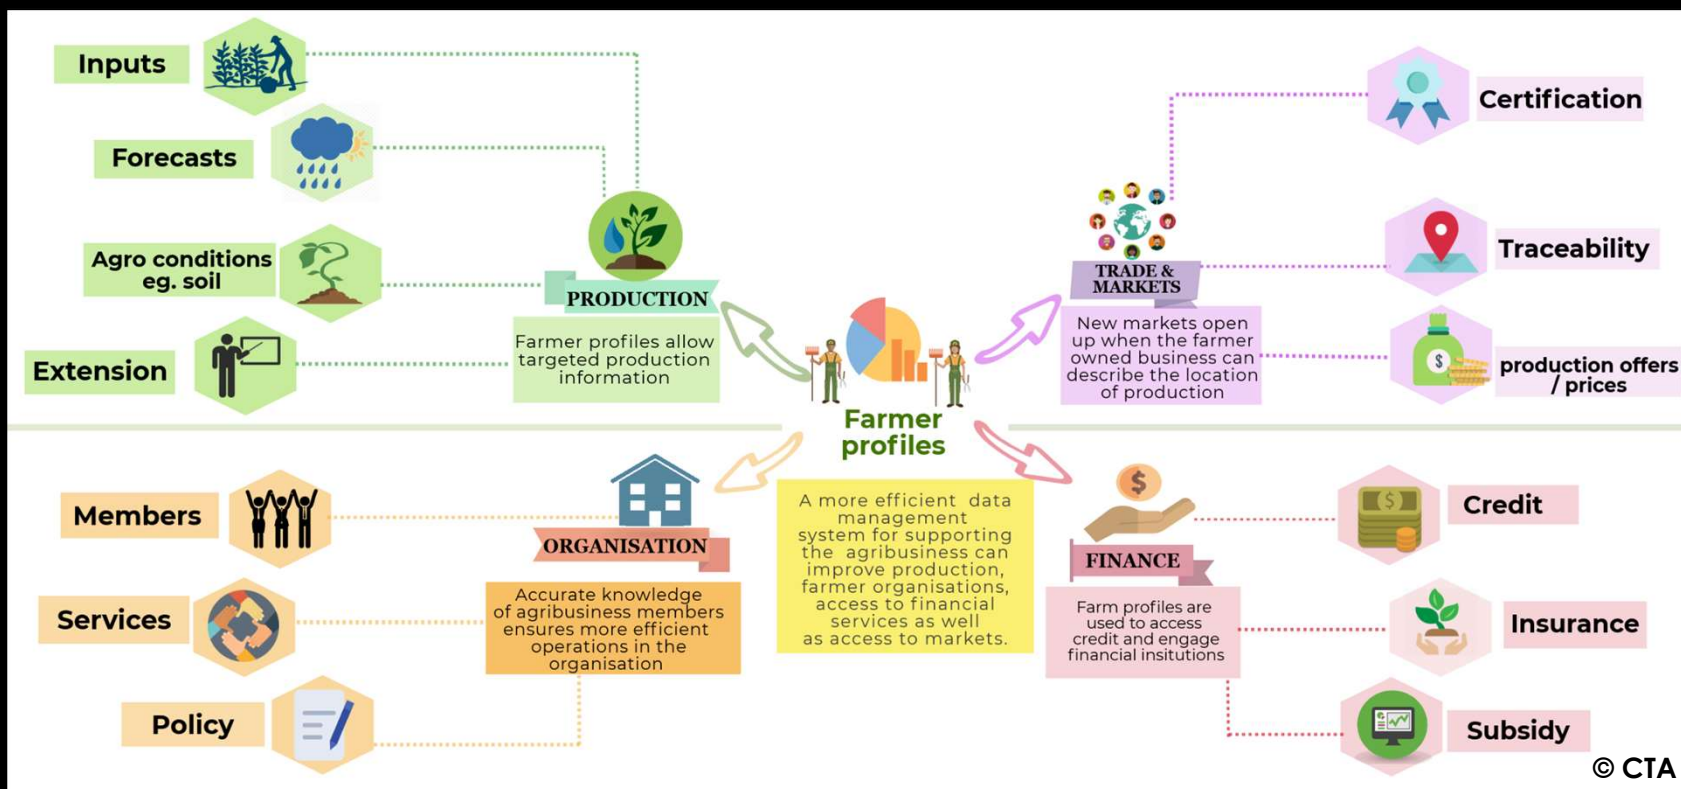 Inputs
Forecasts
Agro conditions
eg. soil
Extension
PRODUCTION
Farmer profiles allow
targeted production
information
TRADE &
MARKETS
New markets open
up when the farmer
owned business can
describe the location
of production
Certification
Traceability
$
production offers
/ prices
Farmer
profiles
A more efficient data
management
system for supporting
the agribusiness can
improve production,
farmer organisations,
access to financial
services as well
as access to markets.
Members
Services
Policy
ORGANISATION
Accurate knowledge
of agribusiness members
ensures more efficient
operations in the
organisation
$
FINANCE
Farm profiles are
used to access
credit and engage
financial insitutions
$
Credit
Insurance
Subsidy
© CTA